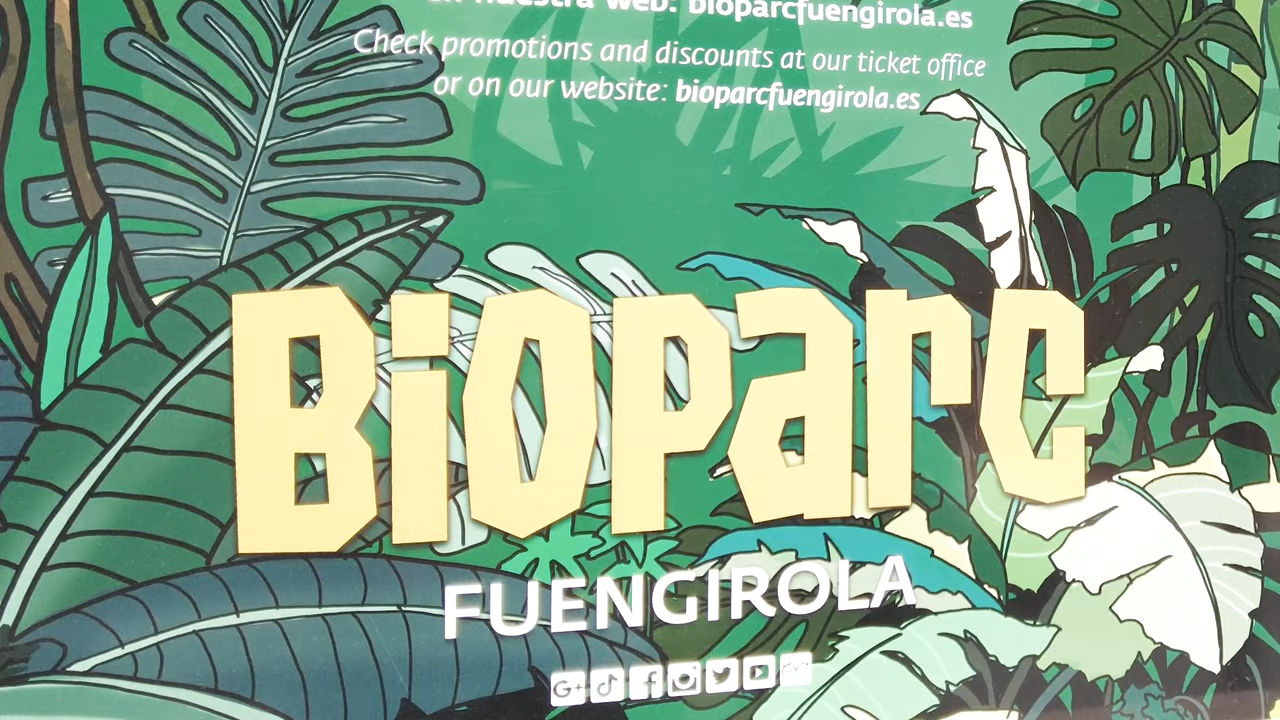 nuestra web: bioparcfuengirola.es
Check promotions and discounts at our ticket office
or on our website: bioparcfuengirola.es
Bioparc
FUENGIROLA
G+